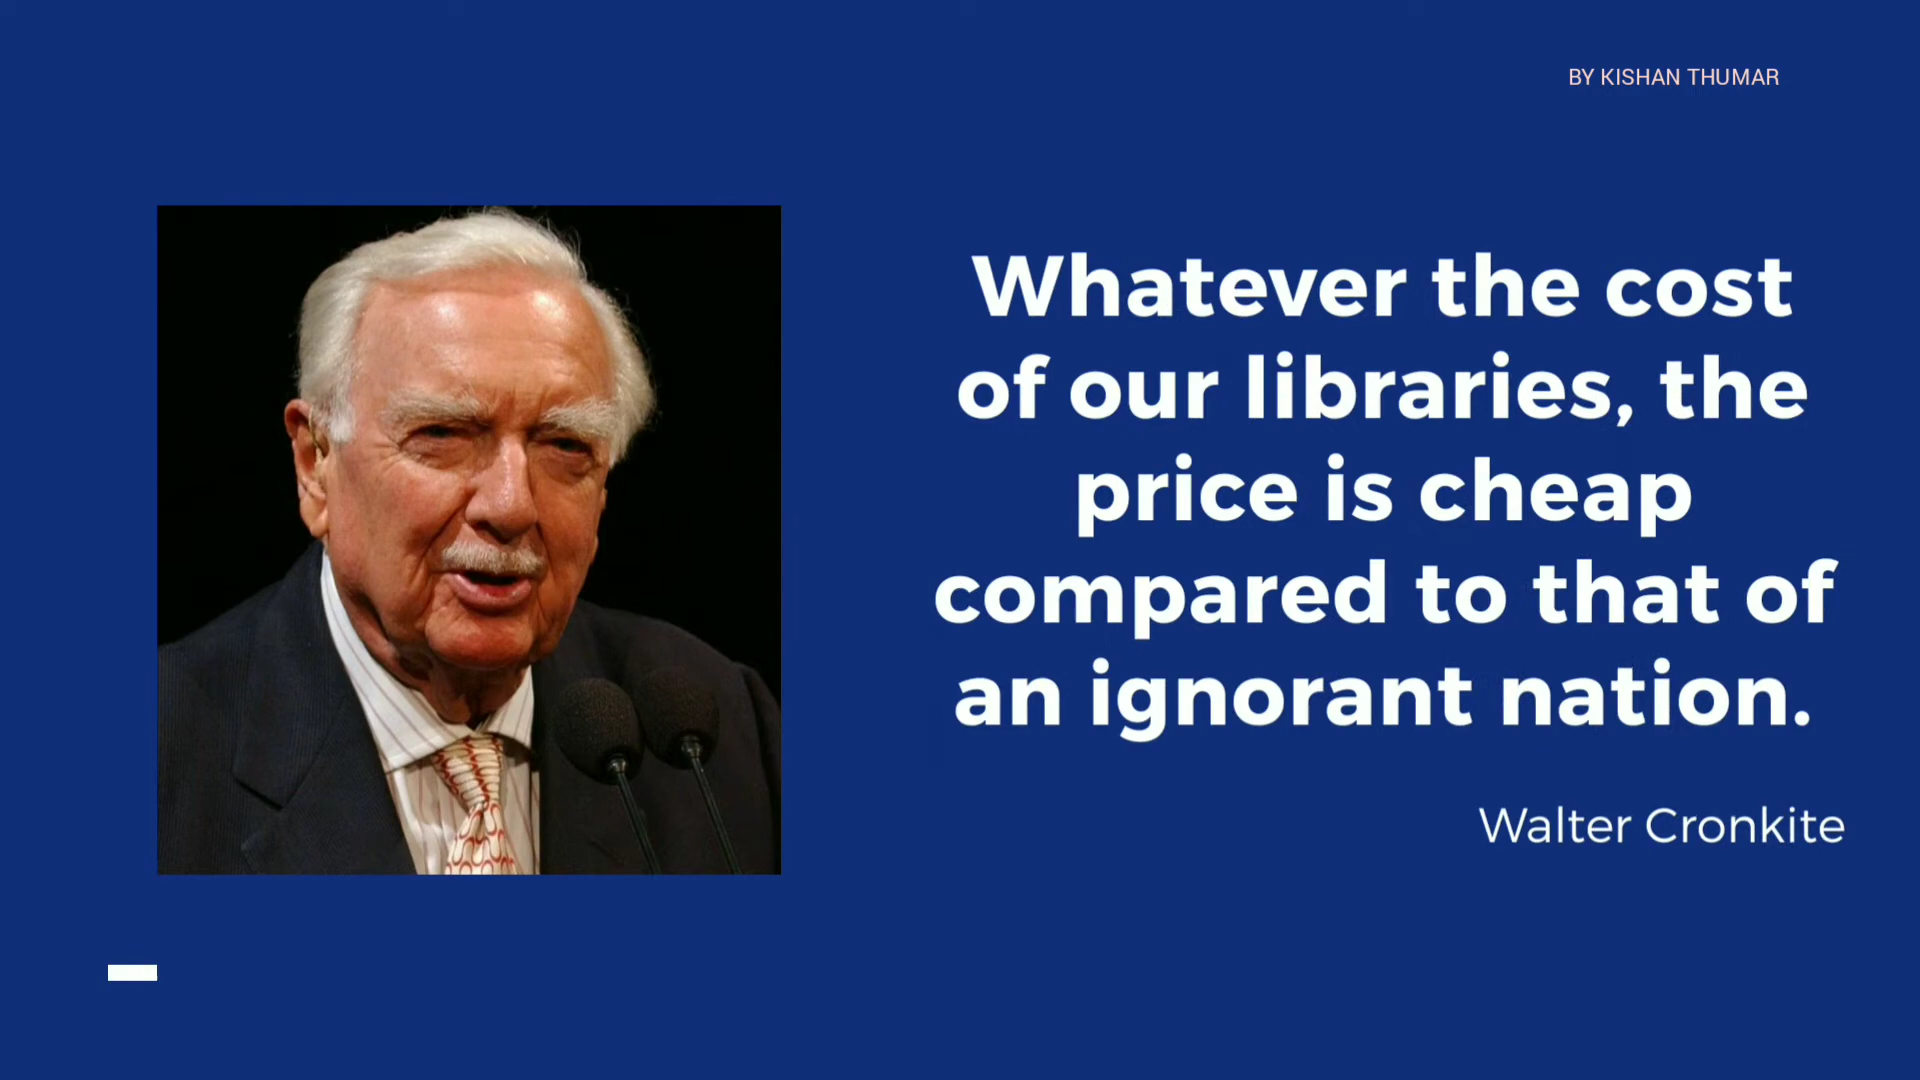 BY KISHAN THUMAR
Whatever the cost
of our libraries, the
price is cheap
compared to that of
an ignorant nation.
Walter Cronkite